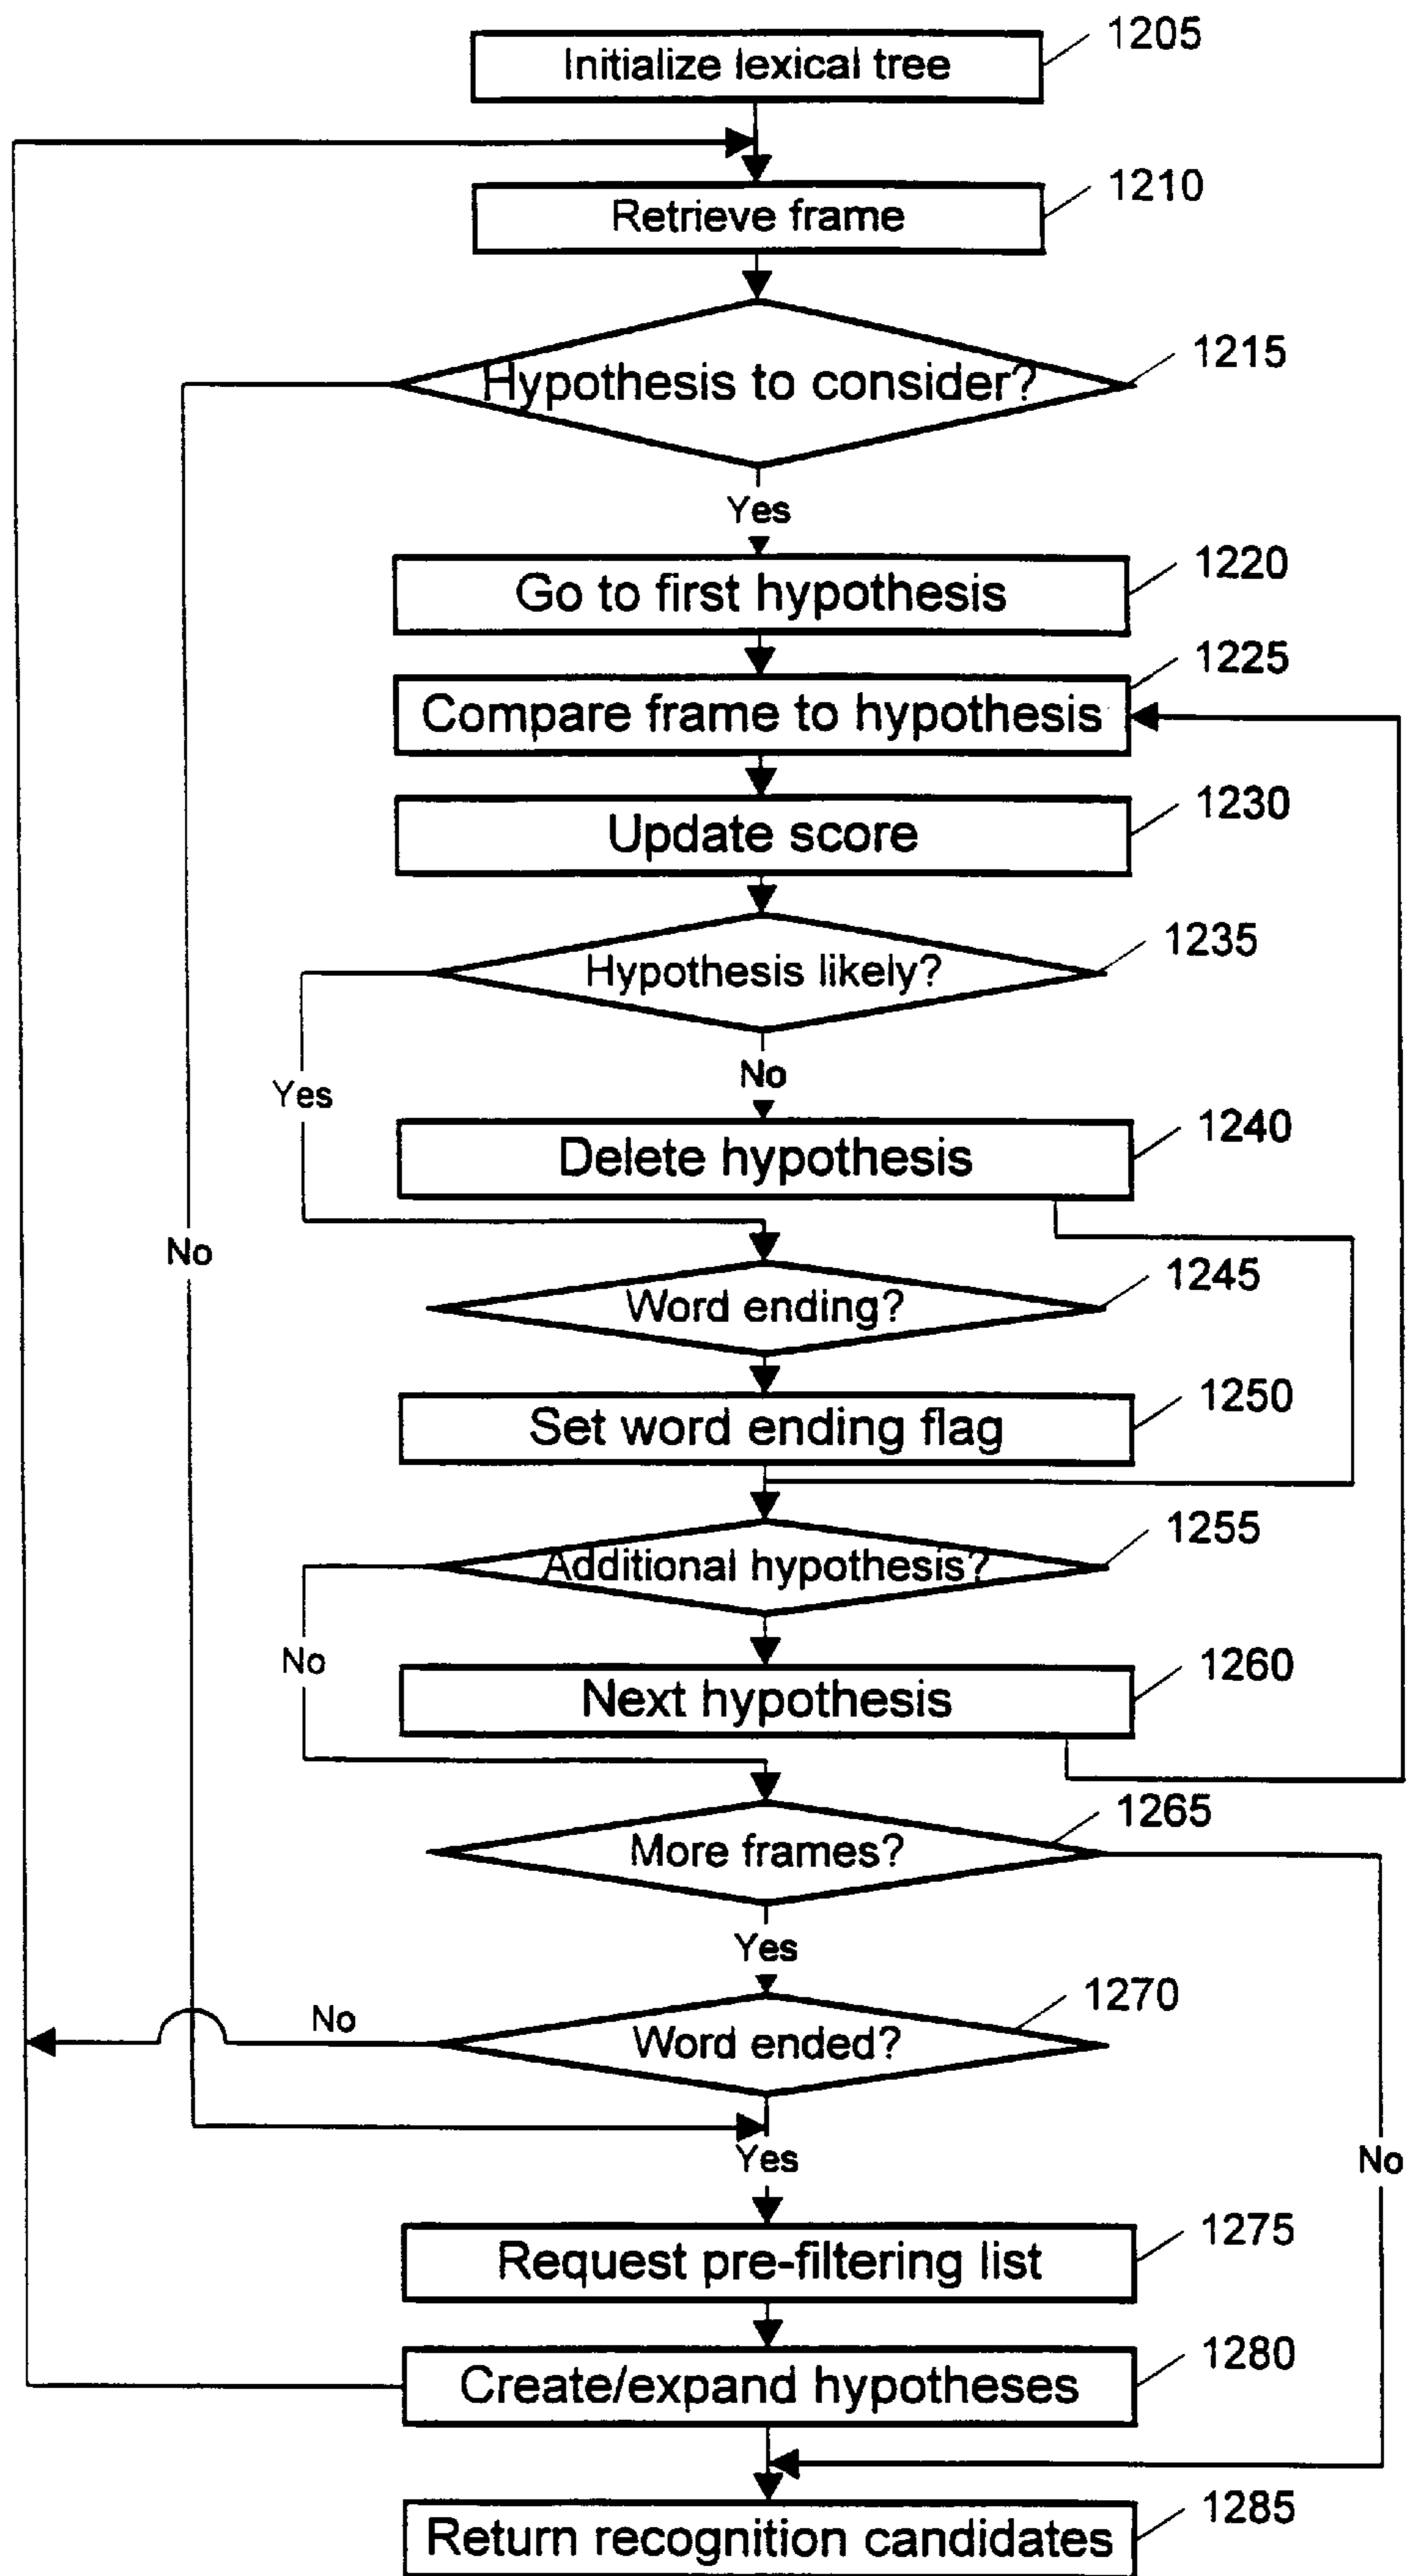 1205
Initialize lexical tree
1210
Retrieve frame
1215
Hypothesis to consider?
Yes
1220
Go to first hypothesis
1225
Compare frame to hypothesis
1230
Update score
1235
Hypothesis likely?
No
Yes
1240
Delete hypothesis
No
1245
Word ending?
1250
Set word ending flag
1255
Additional hypothesis?
No
1260
Next hypothesis
1265
More frames?
Yes
1270
No
Word ended?
Yes
No
1275
Request pre-filtering list
1280
Create/expand hypotheses
1285
Return recognition candidates